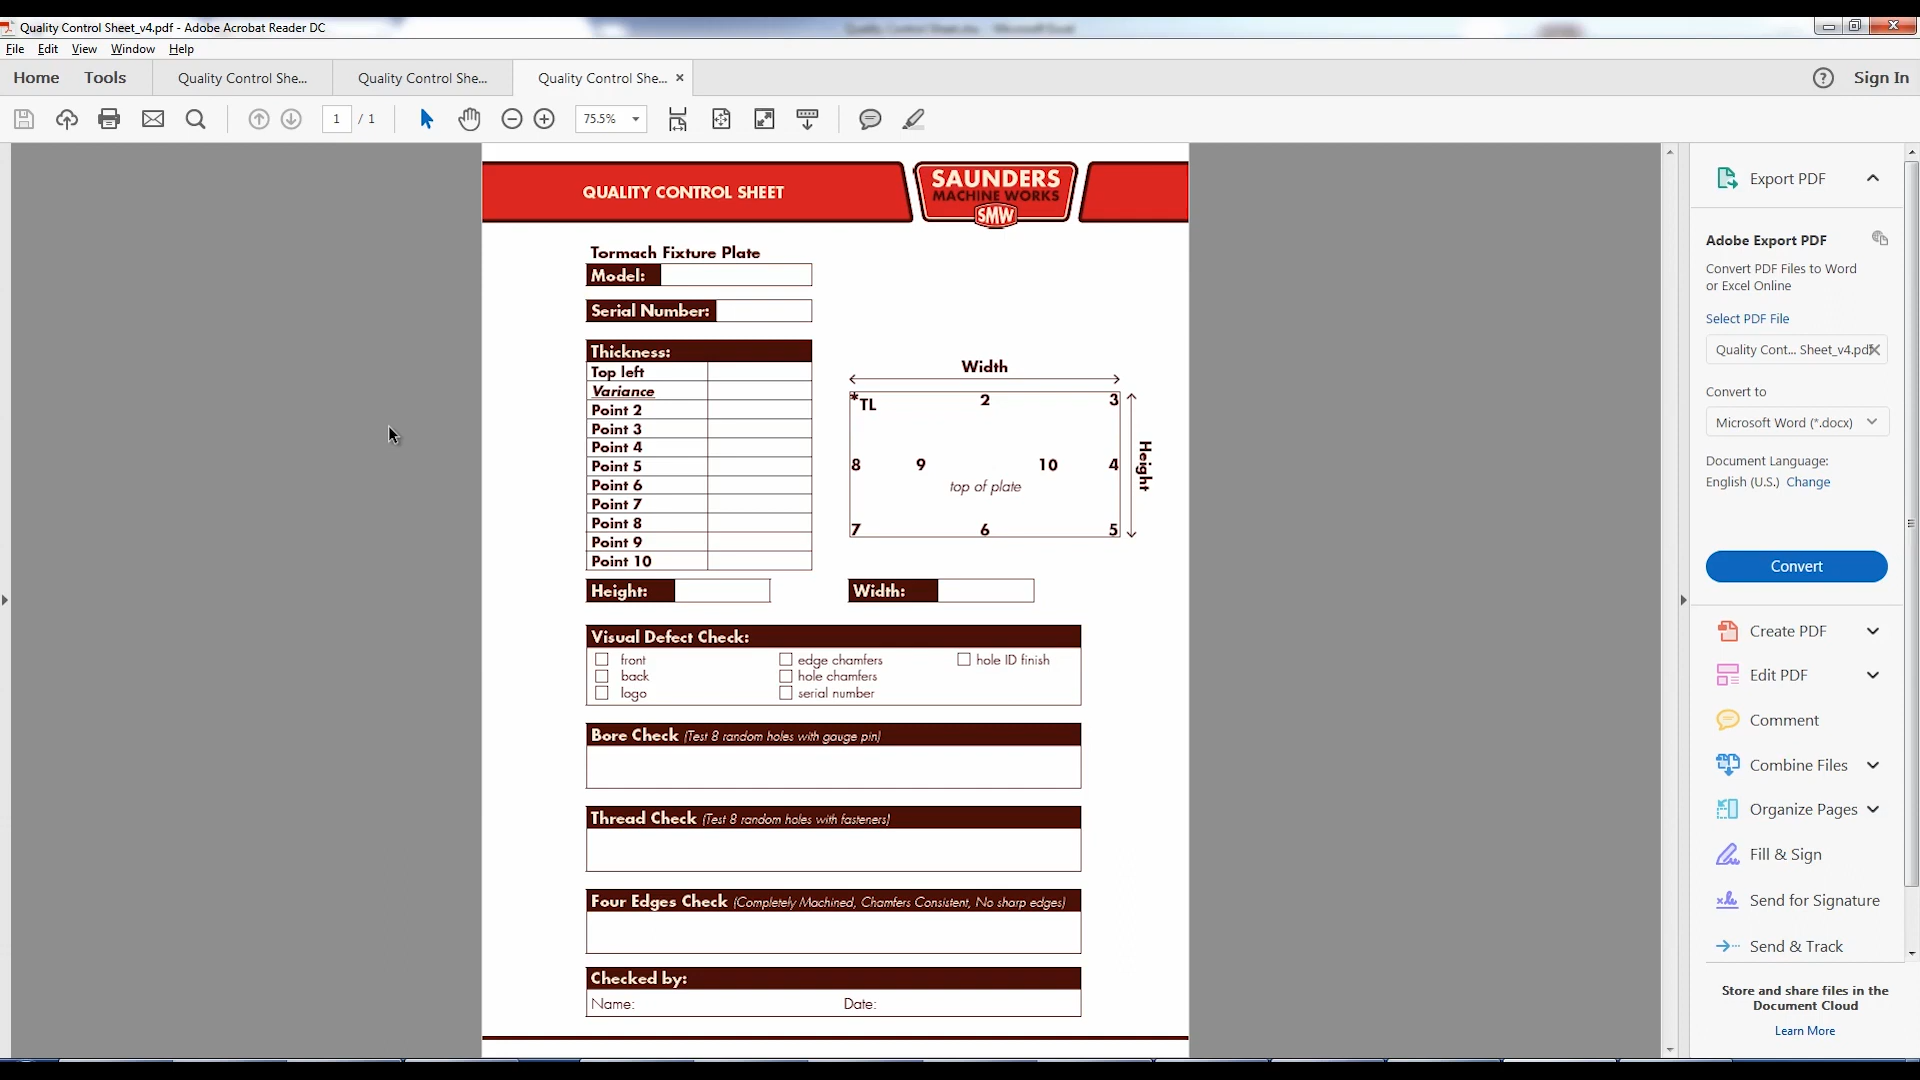 Quality Control Sheet_v4.pdf - Adobe Acrobat Reader DC
File Edit View Window Help
Home Tools Quality Control She... Quality Control She... Quality Control She... × ? Sign In
1 / 1 75.5%
QUALITY CONTROL SHEET
SAUNDERS
MACHINE WORKS
SMW
Tormach Fixture Plate
Model:
Serial Number:
Thickness:
Top left
Variance
Point 2
Point 3
Point 4
Point 5
Point 6
Point 7
Point 8
Point 9
Point 10
Width
*TL 2 3
8 9 10 4
top of plate
7 6 5
Height
Height: Width:
Visual Defect Check:
front edge chamfers hole ID finish
back hole chamfers
logo serial number
Bore Check (Test 8 random holes with gauge pin)
Thread Check (Test 8 random holes with fasteners)
Four Edges Check (Completely Machined, Chamfers Consistent, No sharp edges)
Checked by:
Name: Date:
Export PDF
Adobe Export PDF
Convert PDF Files to Word
or Excel Online
Select PDF File
Quality Cont... Sheet_v4.pdf
Convert to
Microsoft Word (*.docx)
Document Language:
English (U.S.) Change
Convert
Create PDF
Edit PDF
Comment
Combine Files
Organize Pages
Fill & Sign
Send for Signature
Send & Track
Store and share files in the
Document Cloud
Learn More